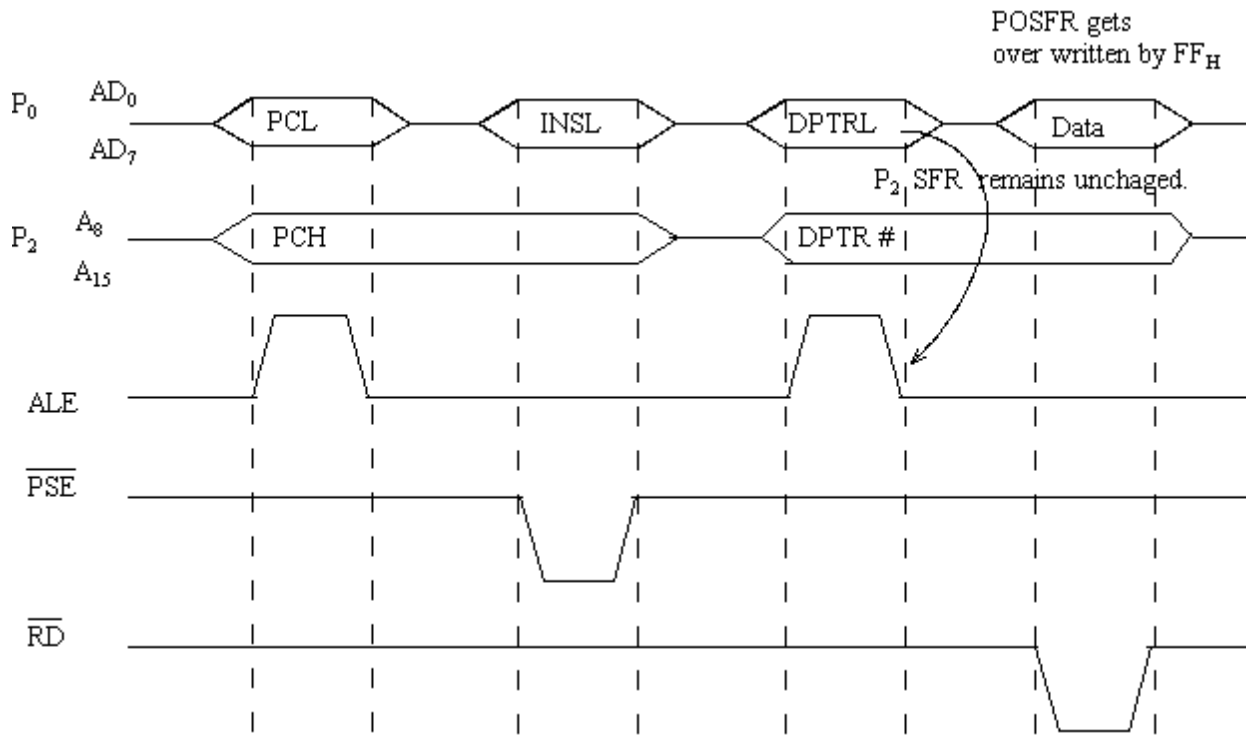 POSFR gets
over written by FFH
P0 AD0 PCL INSL DPTRL Data
AD7
P2 SFR remains unchaged.
P2 A8 PCH DPTR #
A15
ALE
PSE
RD